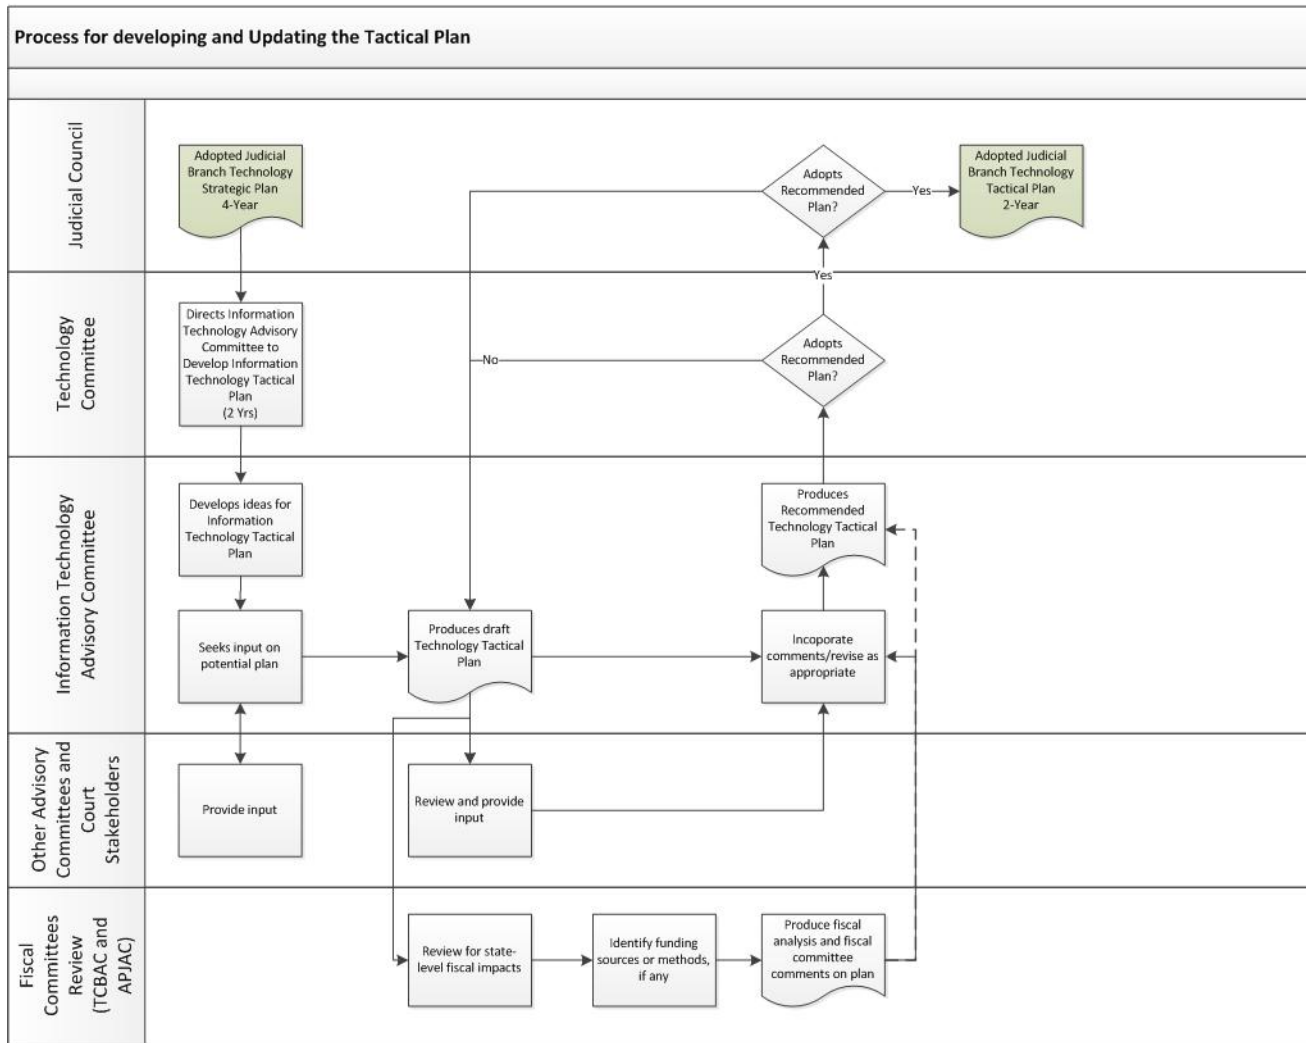 Process for developing and Updating the Tactical Plan
Judicial Council
Adopted Judicial
Branch Technology
Strategic Plan
4-Year
Adopts
Recommended
Plan?
Yes
Adopted Judicial
Branch Technology
Tactical Plan
2-Year
Technology
Committee
Directs Information
Technology Advisory
Committee to
Develop Information
Technology Tactical
Plan
(2 Yrs)
No
Yes
Adopts
Recommended
Plan?
Information Technology
Advisory Committee
Develops ideas for
Information
Technology Tactical
Plan
Produces
Recommended
Technology Tactical
Plan
Seeks input on
potential plan
Produces draft
Technology Tactical
Plan
Incoporate
comments/revise as
appropriate
Other Advisory
Committees and
Court
Stakeholders
Provide input
Review and provide
input
Fiscal
Committees
Review
(TCBAC and
APJAC)
Review for state-
level fiscal impacts
Identify funding
sources or methods,
if any
Produce fiscal
analysis and fiscal
committee
comments on plan